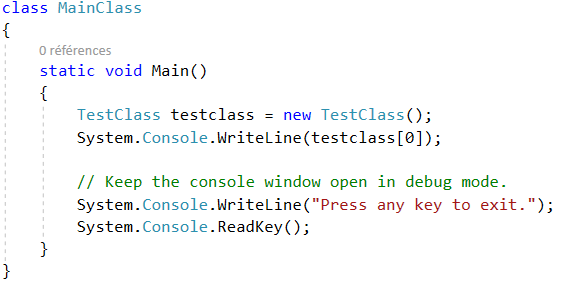 class MainClass
{
0 références
static void Main()
{
TestClass testclass = new TestClass();
System.Console.WriteLine(testclass[0]);
// Keep the console window open in debug mode.
System.Console.WriteLine("Press any key to exit.");
System.Console.ReadKey();
}
}